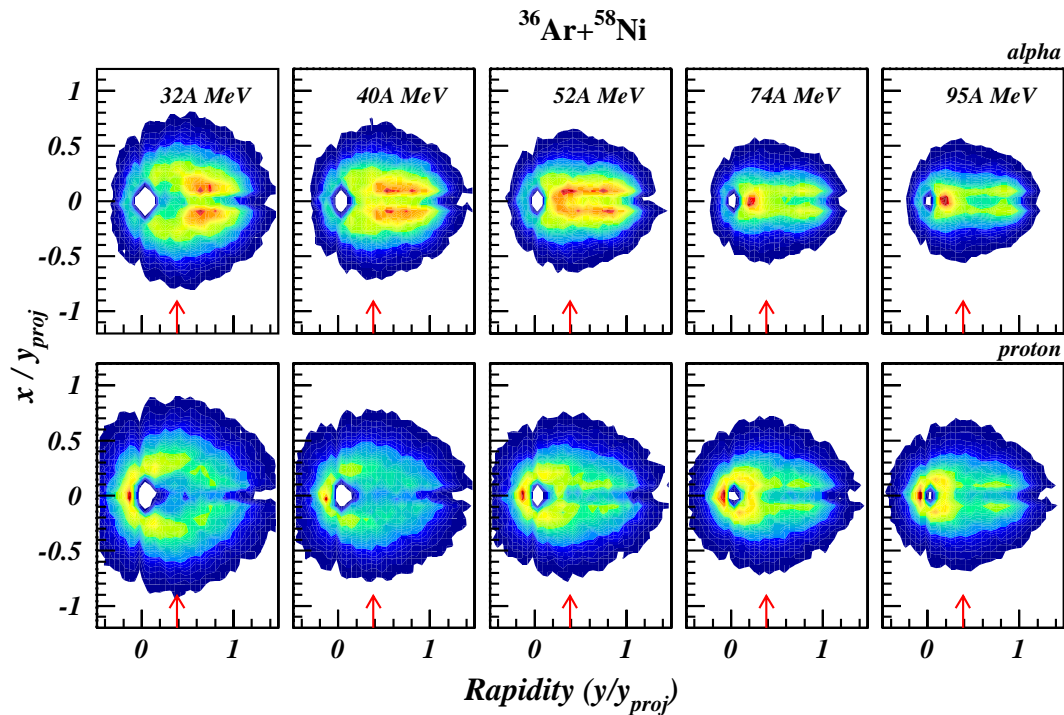 ³⁶Ar+⁵⁸Ni
alpha
32A MeV 40A MeV 52A MeV 74A MeV 95A MeV
1
0.5
0
-0.5
-1
proton
1
0.5
0
-0.5
-1
x / y_proj
0 1 0 1 0 1 0 1 0 1
Rapidity (y/y_proj)